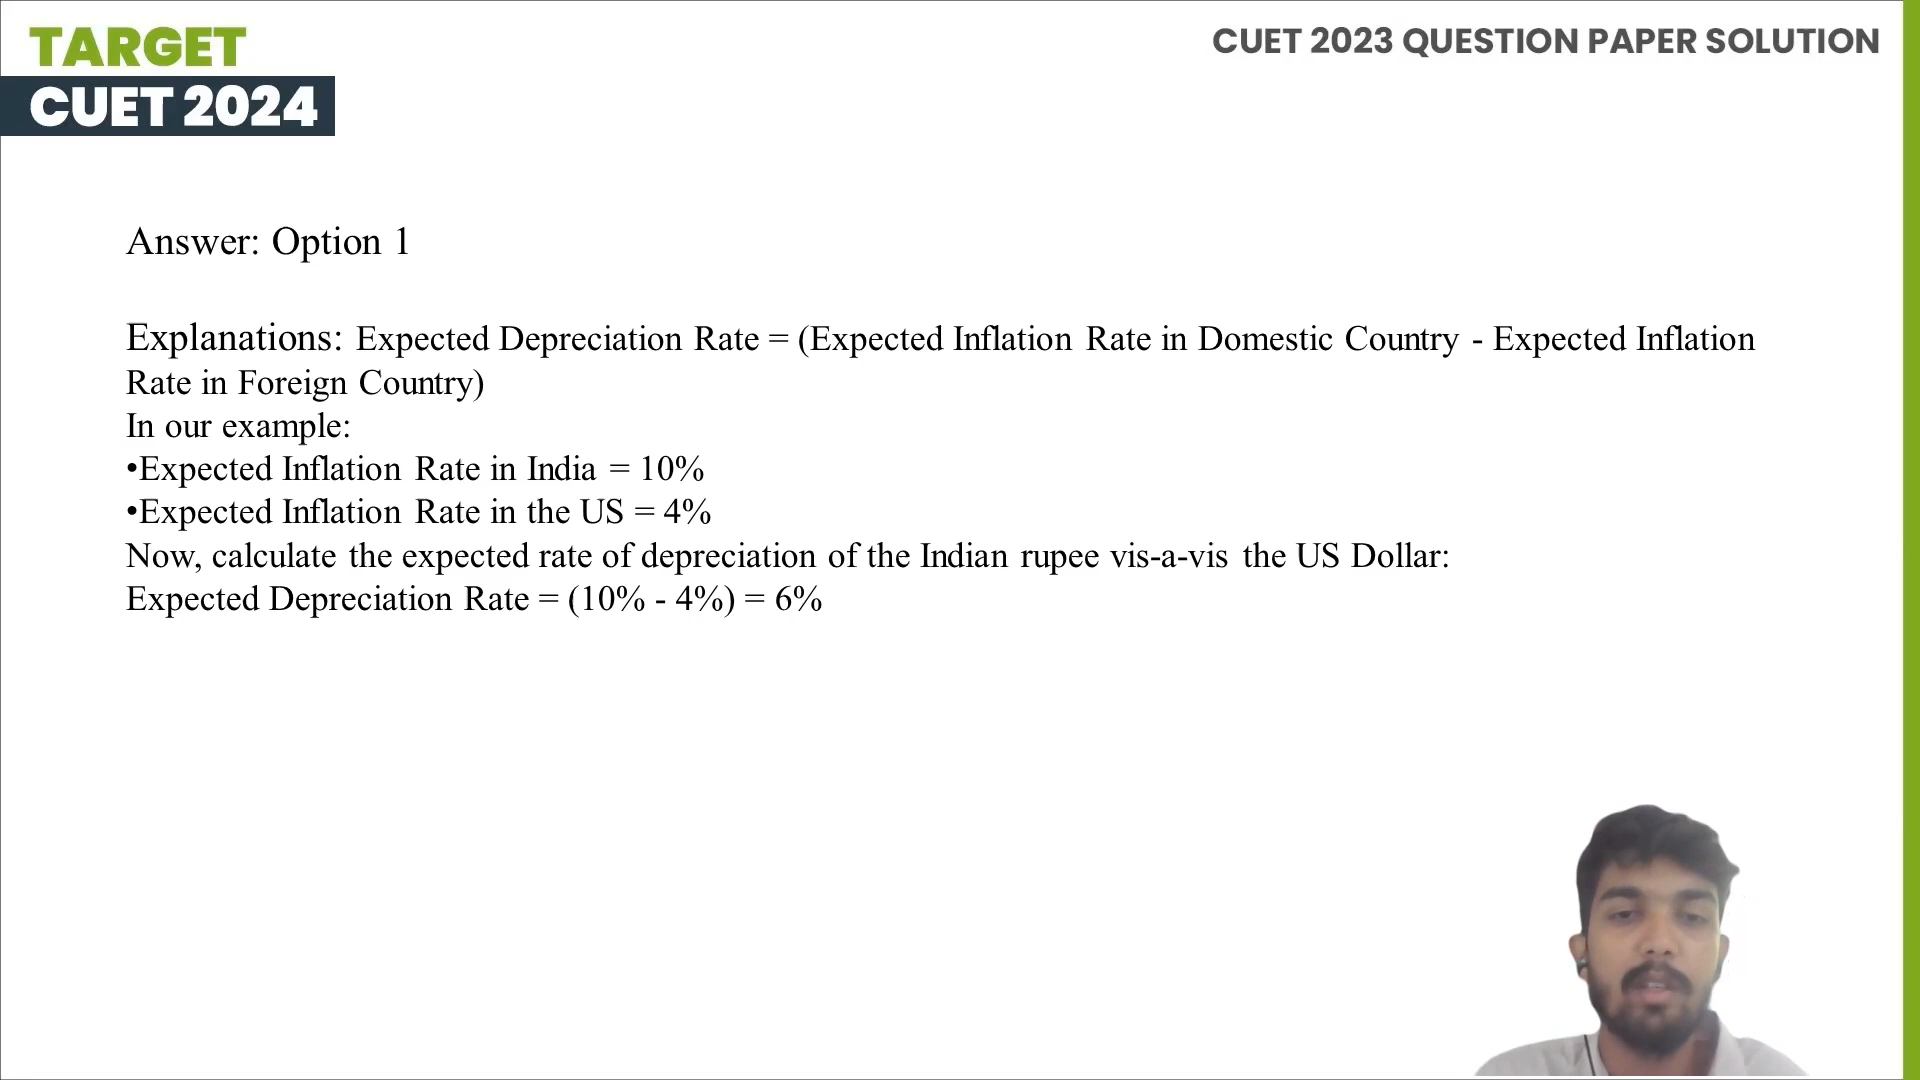 TARGET
CUET 2024
CUET 2023 QUESTION PAPER SOLUTION
Answer: Option 1
Explanations: Expected Depreciation Rate = (Expected Inflation Rate in Domestic Country - Expected Inflation
Rate in Foreign Country)
In our example:
•Expected Inflation Rate in India = 10%
•Expected Inflation Rate in the US = 4%
Now, calculate the expected rate of depreciation of the Indian rupee vis-a-vis the US Dollar:
Expected Depreciation Rate = (10% - 4%) = 6%